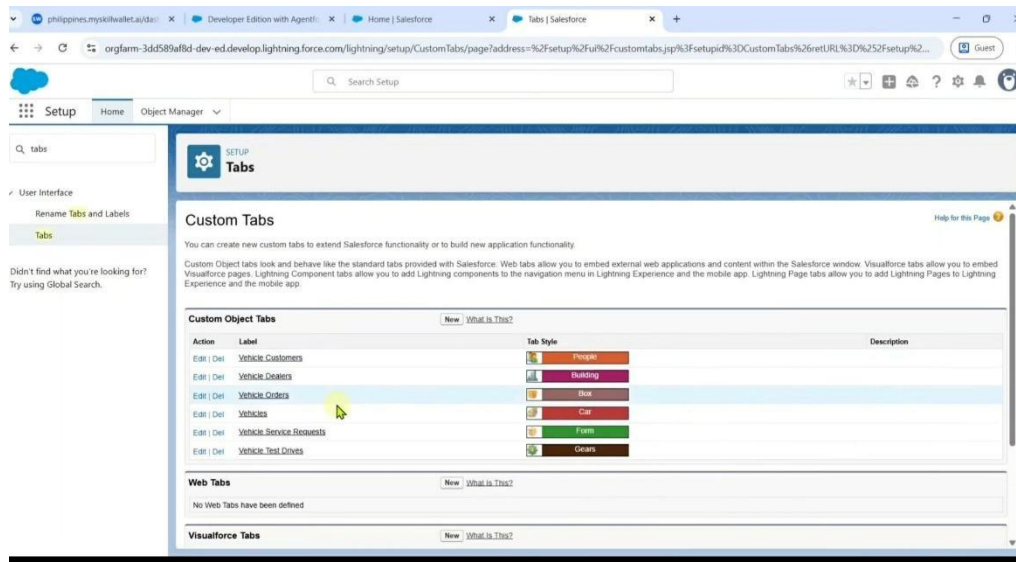 philippines.myskillwallet.ai/das
Developer Edition with Agentfo
Home | Salesforce
Tabs | Salesforce
orgfarm-3dd589af8d-dev-ed.develop.lightning.force.com/lightning/setup/CustomTabs/page?address=%2Fsetup%2Fui%2Fcustomtabs.jsp%3Fsetupid%3DCustomTabs%26retURL%3D%252Fsetup%2...
Guest
Search Setup
Setup
Home
Object Manager
tabs
SETUP
Tabs
User Interface
Rename Tabs and Labels
Tabs
Didn't find what you're looking for?
Try using Global Search.
Custom Tabs
Help for this Page
You can create new custom tabs to extend Salesforce functionality or to build new application functionality.
Custom Object tabs look and behave like the standard tabs provided with Salesforce. Web tabs allow you to embed external web applications and content within the Salesforce window. Visualforce tabs allow you to embed
Visualforce pages. Lightning Component tabs allow you to add Lightning components to the navigation menu in Lightning Experience and the mobile app. Lightning Page tabs allow you to add Lightning Pages to Lightning
Experience and the mobile app.
Custom Object Tabs
New What Is This?
Action Label Tab Style Description
Edit | Del Vehicle Customers People
Edit | Del Vehicle Dealers Building
Edit | Del Vehicle Orders Box
Edit | Del Vehicles Car
Edit | Del Vehicle Service Requests Form
Edit | Del Vehicle Test Drives Gears
Web Tabs
New What Is This?
No Web Tabs have been defined
Visualforce Tabs
New What Is This?